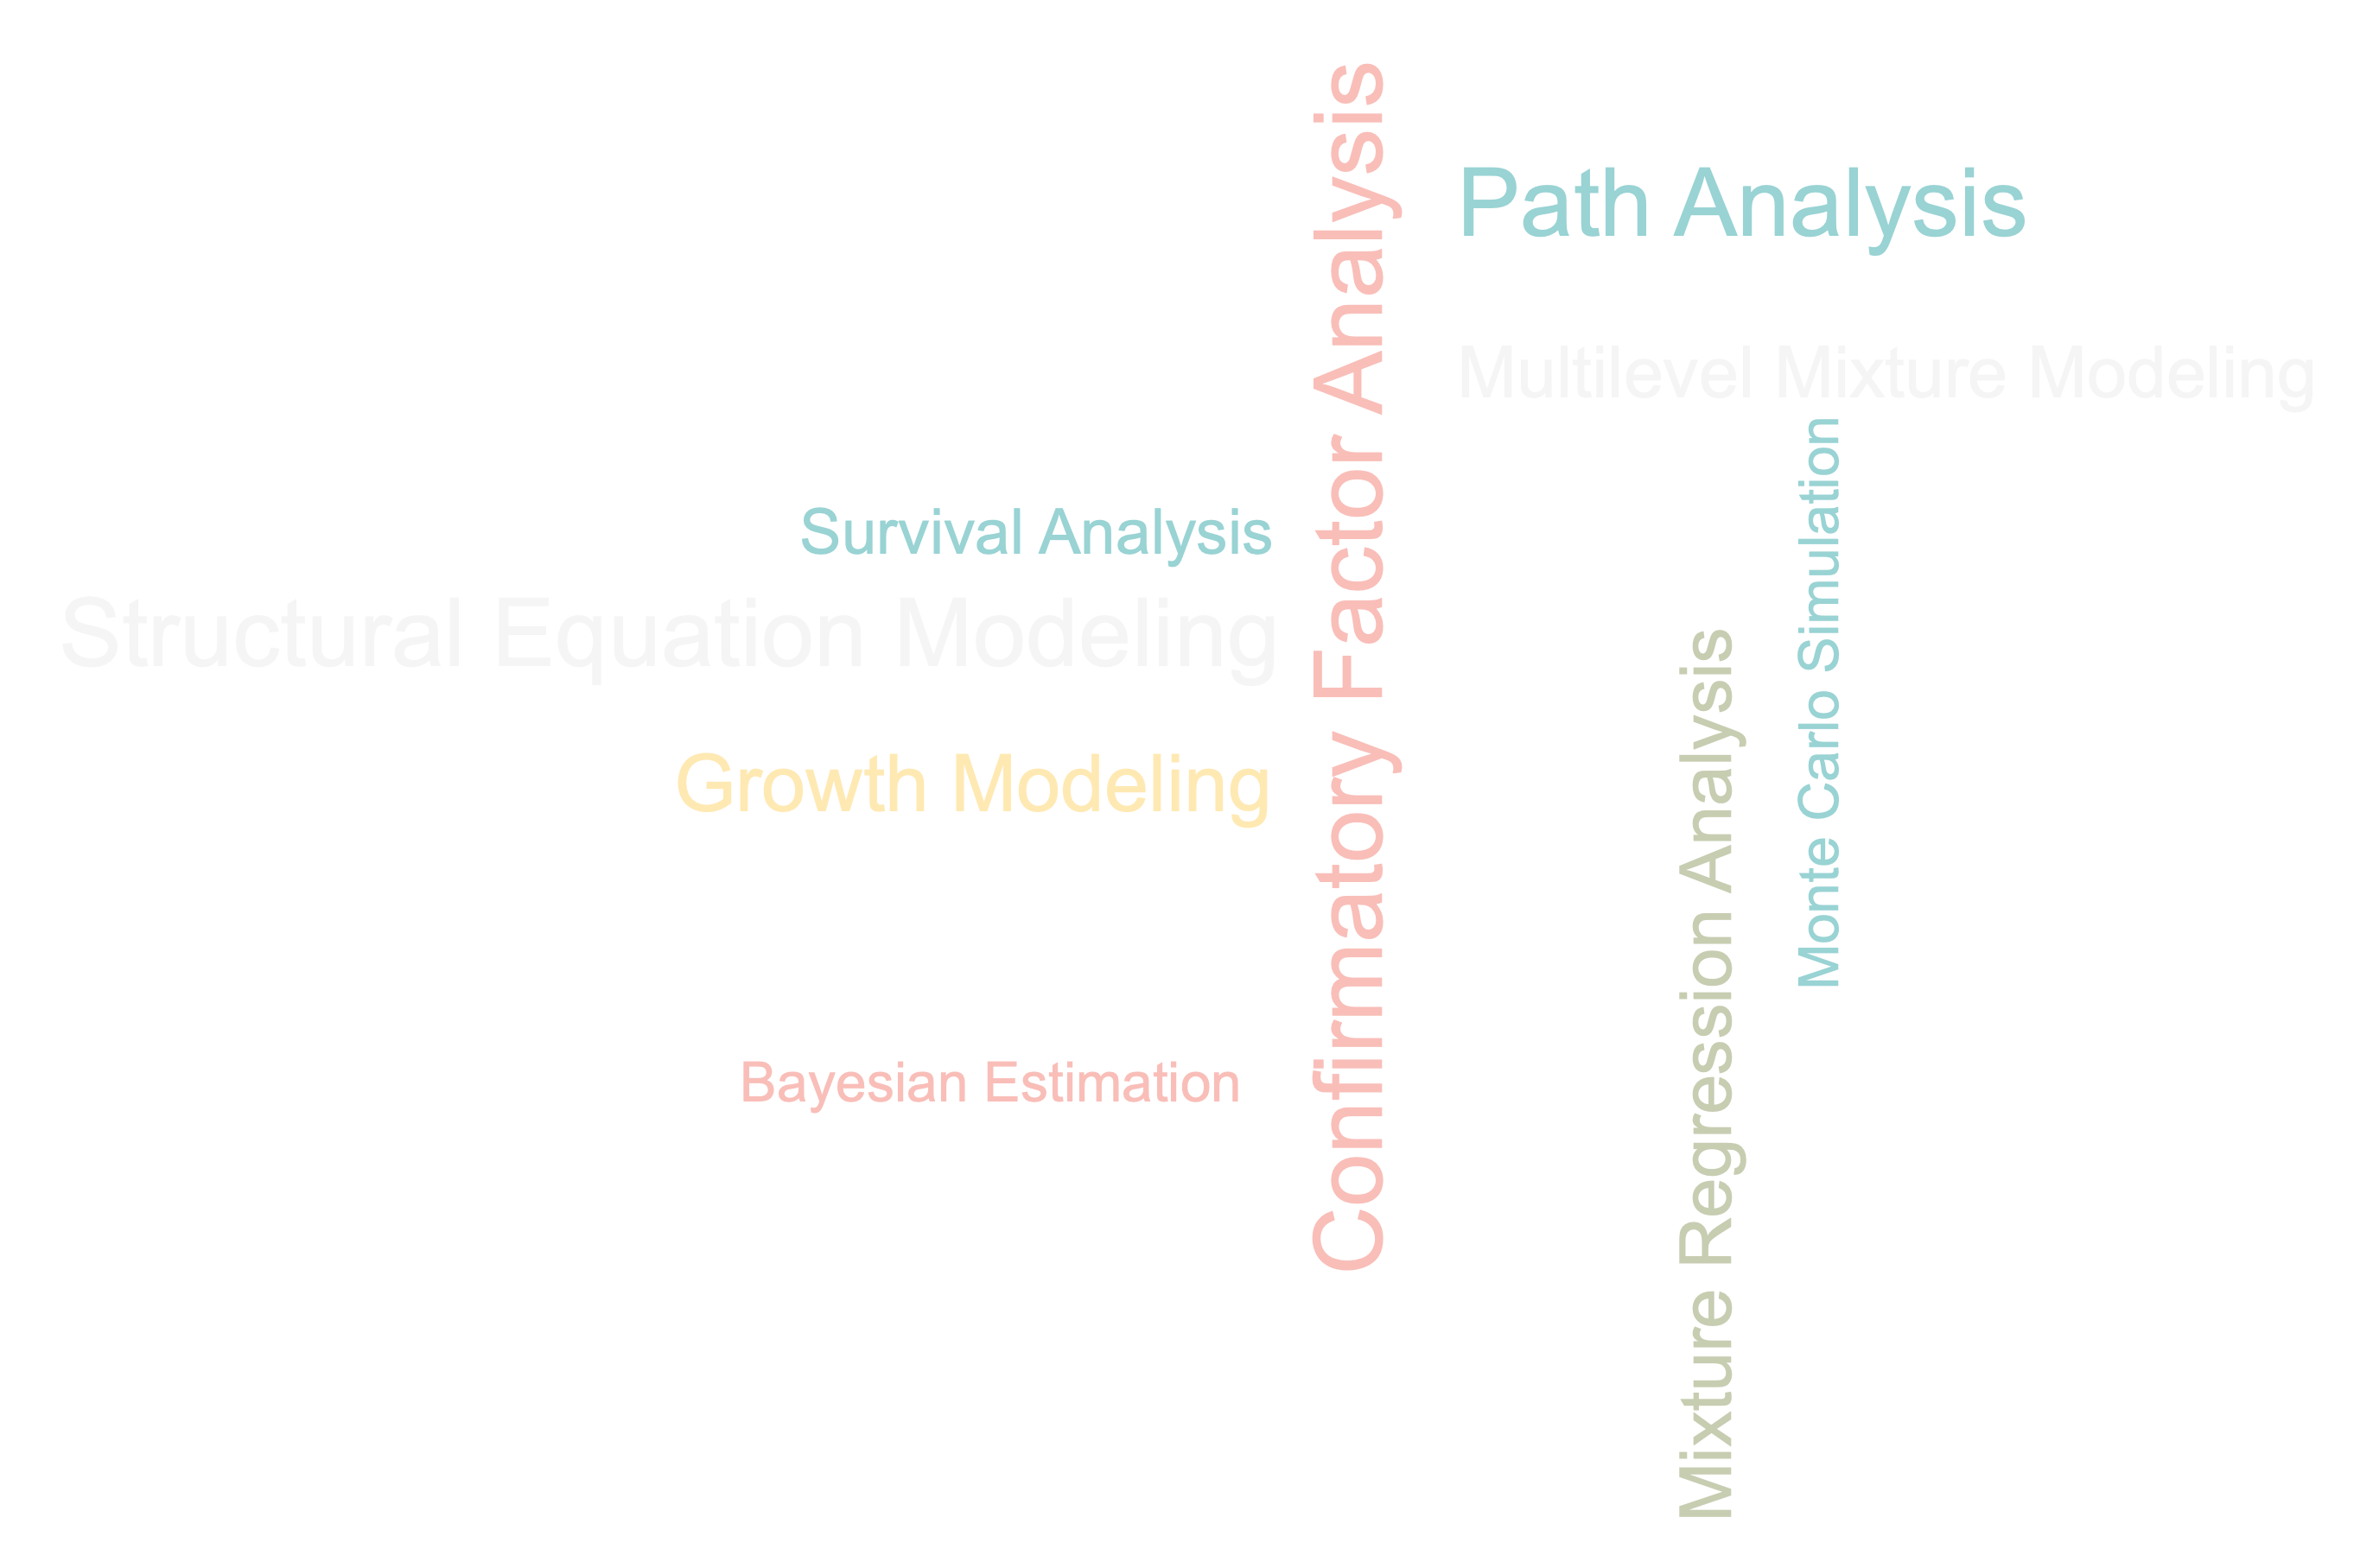 Confirmatory Factor Analysis
Path Analysis
Multilevel Mixture Modeling
Survival Analysis
Structural Equation Modeling
Growth Modeling
Monte Carlo Simulation
Mixture Regression Analysis
Bayesian Estimation